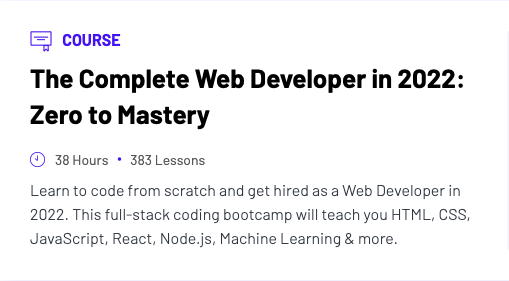 COURSE
The Complete Web Developer in 2022:
Zero to Mastery
38 Hours • 383 Lessons
Learn to code from scratch and get hired as a Web Developer in
2022. This full-stack coding bootcamp will teach you HTML, CSS,
JavaScript, React, Node.js, Machine Learning & more.